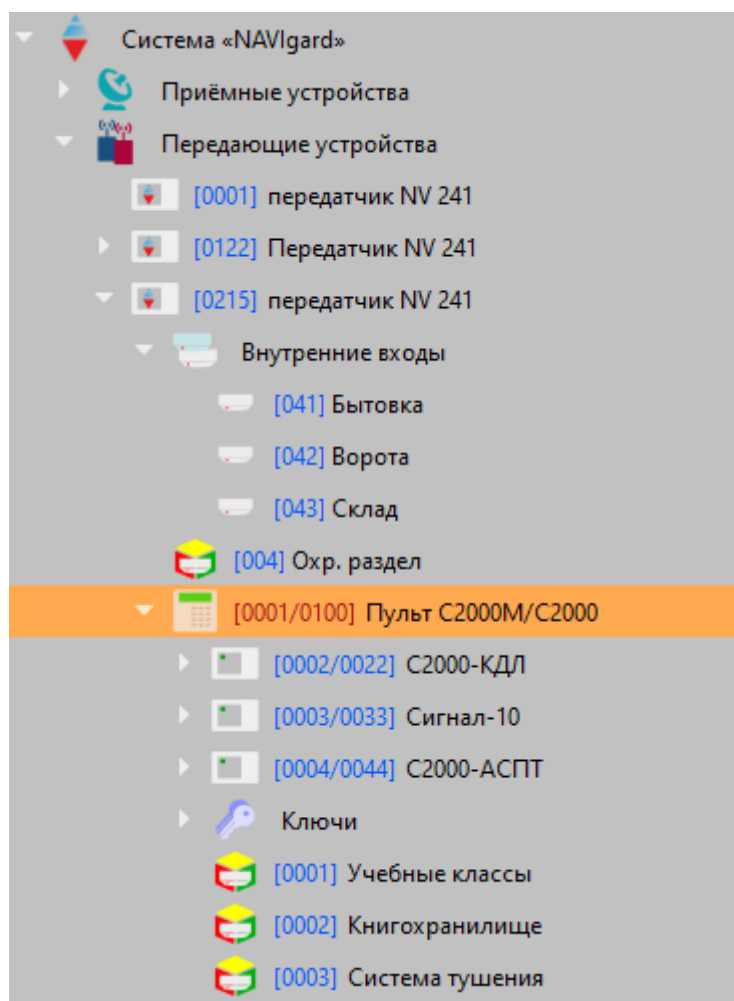 Система «NAVIgard»
Приёмные устройства
Передающие устройства
[0001] передатчик NV 241
[0122] Передатчик NV 241
[0215] передатчик NV 241
Внутренние входы
[041] Бытовка
[042] Ворота
[043] Склад
[004] Охр. раздел
[0001/0100] Пульт С2000М/С2000
[0002/0022] С2000-КДЛ
[0003/0033] Сигнал-10
[0004/0044] С2000-АСПТ
Ключи
[0001] Учебные классы
[0002] Книгохранилище
[0003] Система тушения